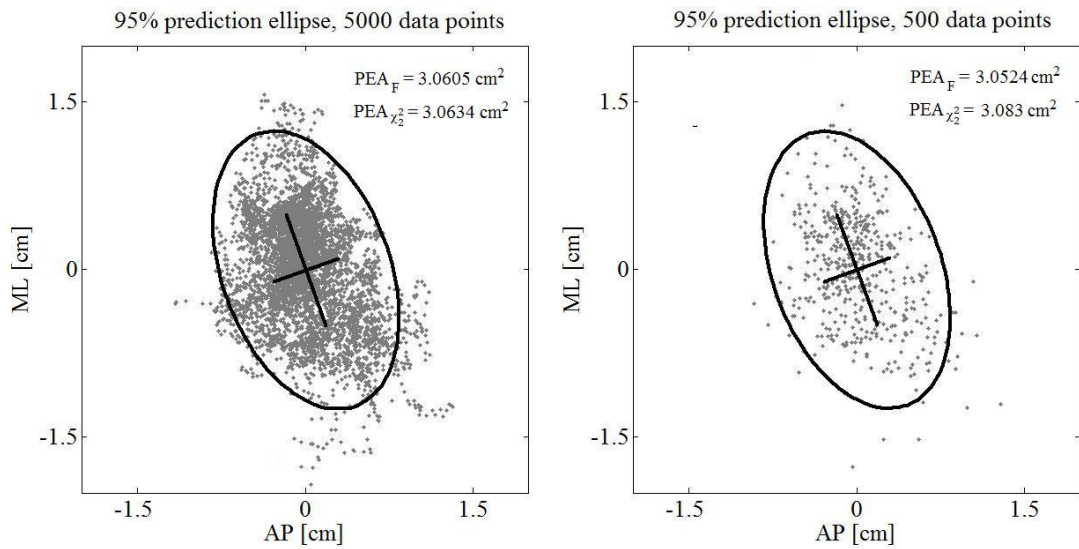 95% prediction ellipse, 5000 data points
PEA_F = 3.0605 cm²
PEA_χ₂² = 3.0634 cm²
1.5
0
-1.5
ML [cm]
-1.5 0 1.5
AP [cm]
95% prediction ellipse, 500 data points
PEA_F = 3.0524 cm²
PEA_χ₂² = 3.083 cm²
1.5
0
-1.5
ML [cm]
-1.5 0 1.5
AP [cm]